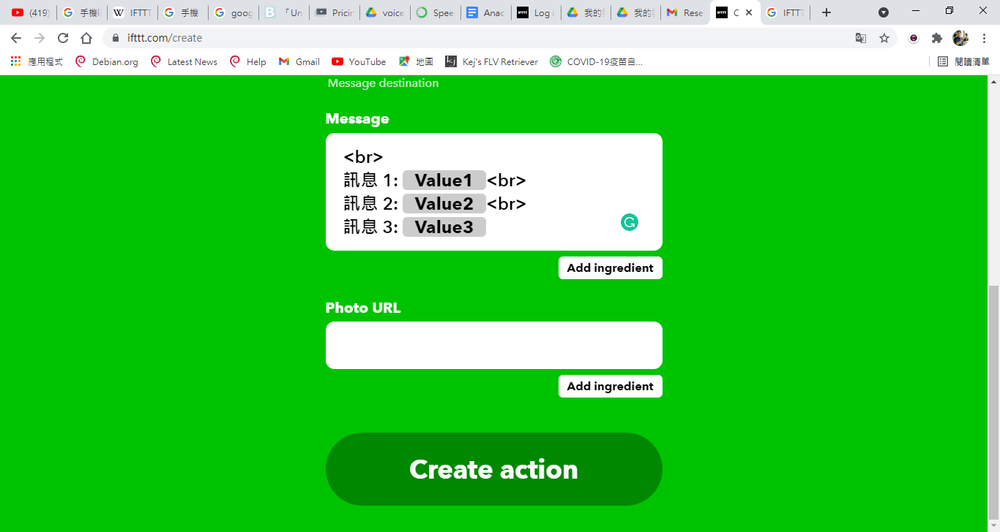 (419)
手機
IFTTT
手機
goog
「Un
Pricin
voice
Spee
Anac
Log i
我的
我的
Rese
C
IFTTT
ifttt.com/create
應用程式 Debian.org Latest News Help Gmail YouTube 地圖 Kej's FLV Retriever COVID-19疫苗自... 閱讀清單
Message destination
Message
<br>
訊息 1: Value1 <br>
訊息 2: Value2 <br>
訊息 3: Value3
Add ingredient
Photo URL
Add ingredient
Create action